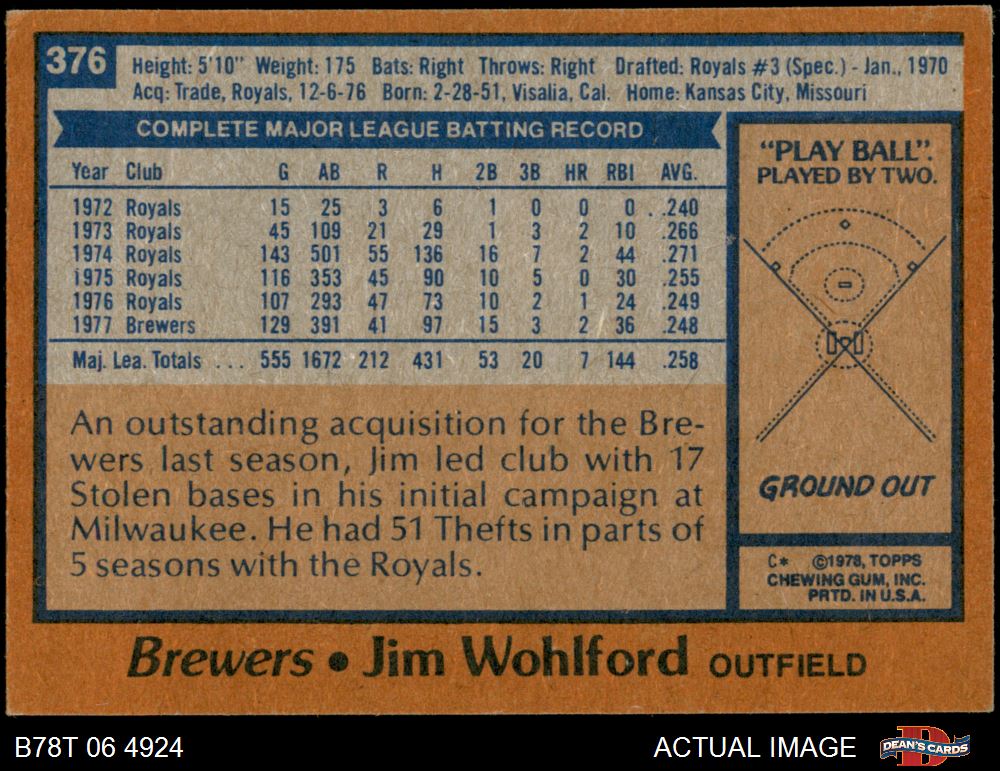 376
Height: 5'10" Weight: 175 Bats: Right Throws: Right Drafted: Royals #3 (Spec.) - Jan., 1970
Acq: Trade, Royals, 12-6-76 Born: 2-28-51, Visalia, Cal. Home: Kansas City, Missouri
COMPLETE MAJOR LEAGUE BATTING RECORD
Year Club G AB R H 2B 3B HR RBI AVG.
1972 Royals 15 25 3 6 1 0 0 0 . .240
1973 Royals 45 109 21 29 1 3 2 10 .266
1974 Royals 143 501 55 136 16 7 2 44 .271
1975 Royals 116 353 45 90 10 5 0 30 .255
1976 Royals 107 293 47 73 10 2 1 24 .249
1977 Brewers 129 391 41 97 15 3 2 36 .248
Maj. Lea. Totals . . . 555 1672 212 431 53 20 7 144 .258
An outstanding acquisition for the Bre-
wers last season, Jim led club with 17
Stolen bases in his initial campaign at
Milwaukee. He had 51 Thefts in parts of
5 seasons with the Royals.
"PLAY BALL".
PLAYED BY TWO.
GROUND OUT
C* ©1978, TOPPS
CHEWING GUM, INC.
PRTD. IN U.S.A.
Brewers • Jim Wohlford OUTFIELD
B78T 06 4924
ACTUAL IMAGE
DEAN'S CARDS